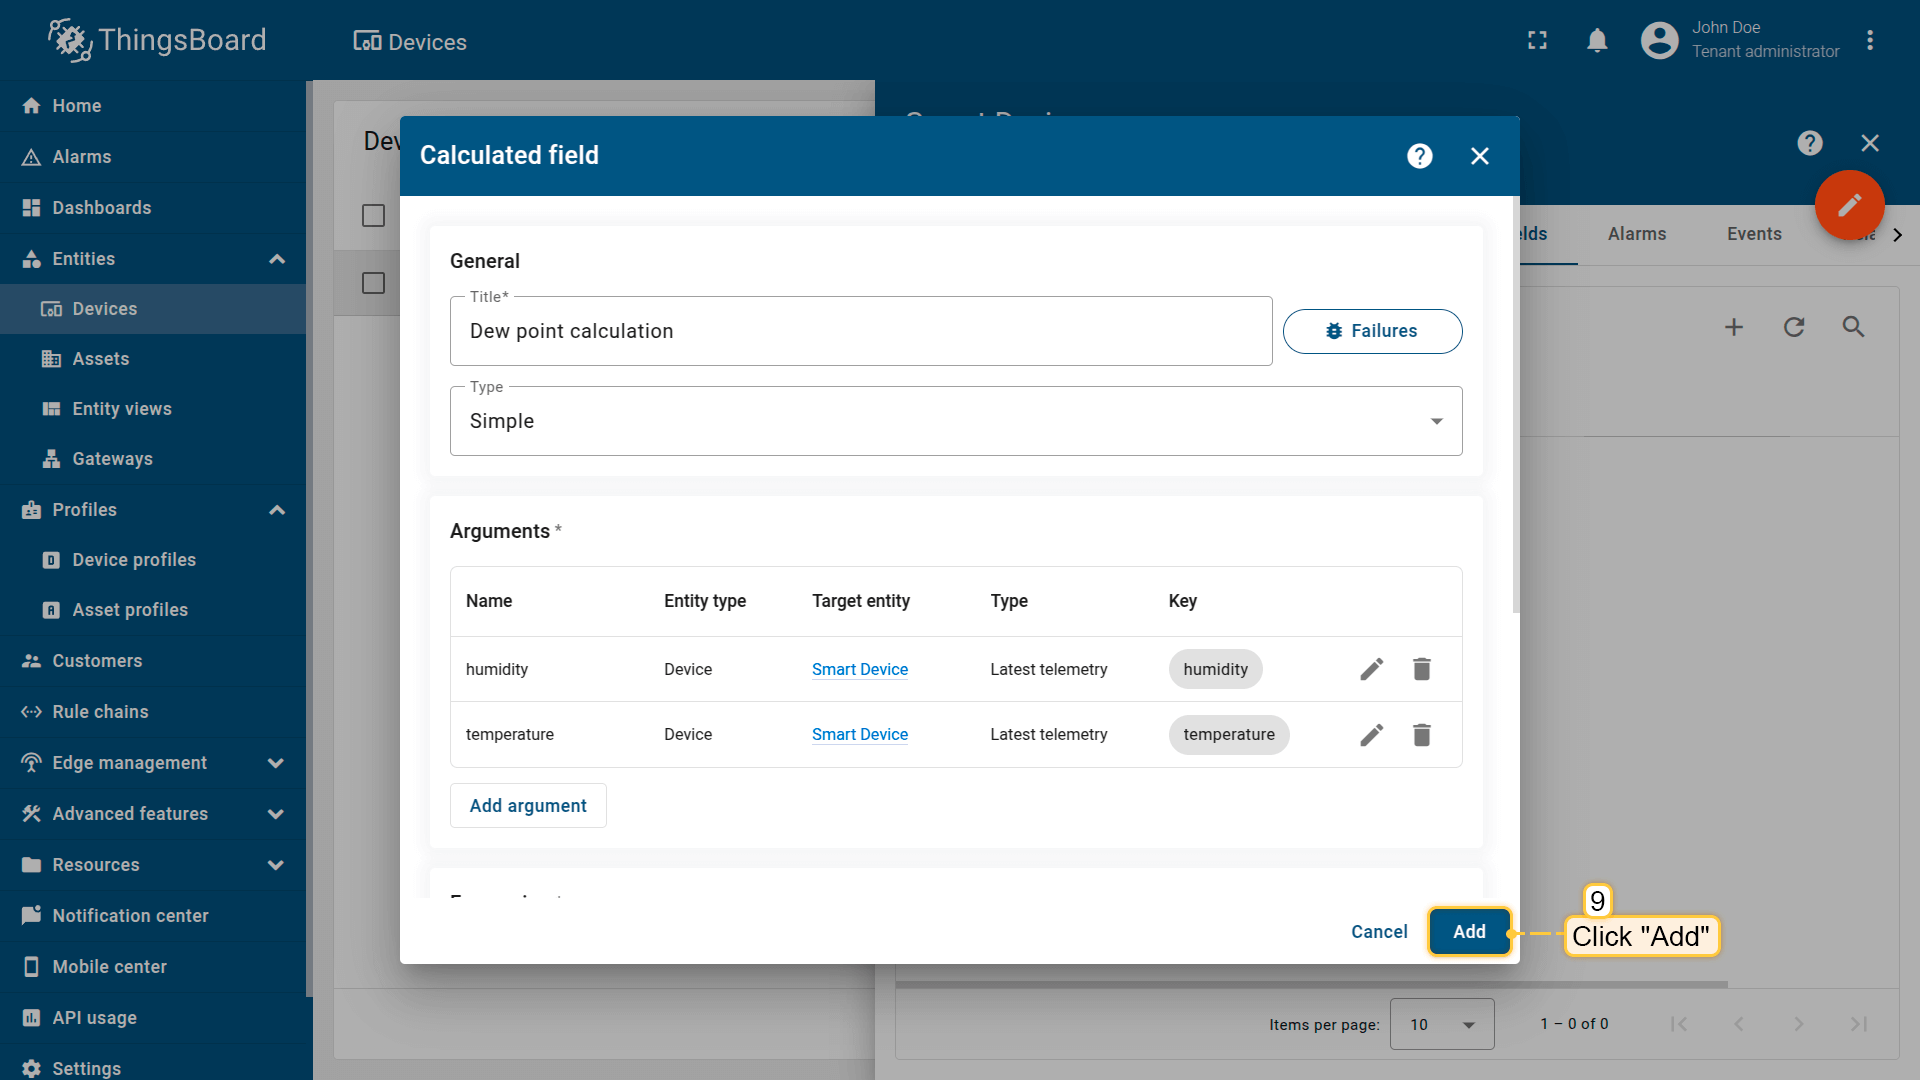 ThingsBoard
Devices
John Doe
Tenant administrator
Home
Alarms
Dashboards
Entities
Devices
Assets
Entity views
Gateways
Profiles
Device profiles
Asset profiles
Customers
Rule chains
Edge management
Advanced features
Resources
Notification center
Mobile center
API usage
Settings
Calculated field
General
Title*
Dew point calculation
Failures
Type
Simple
Arguments *
Name Entity type Target entity Type Key
humidity Device Smart Device Latest telemetry humidity
temperature Device Smart Device Latest telemetry temperature
Add argument
Cancel
Add
9
Click "Add"
Alarms
Events
Items per page: 10 1 – 0 of 0